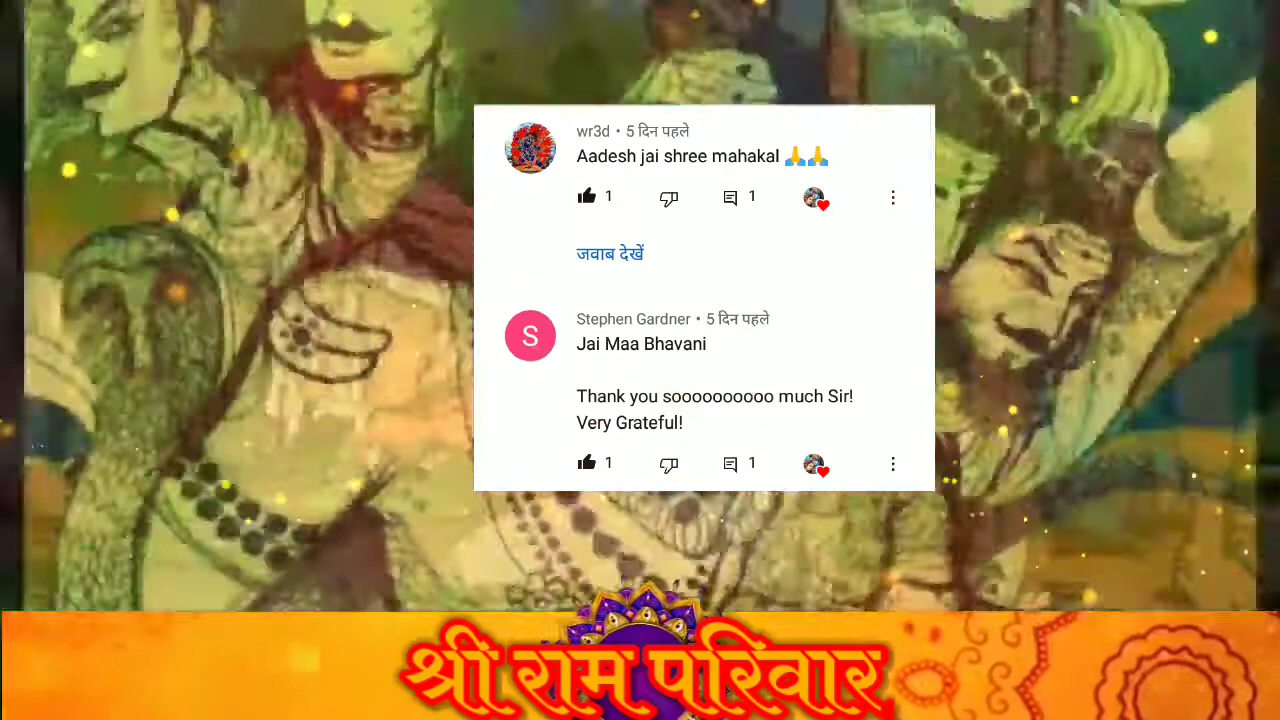 wr3d • 5 दिन पहले
Aadesh jai shree mahakal 🙏🙏
1 1
जवाब देखें
S
Stephen Gardner • 5 दिन पहले
Jai Maa Bhavani
Thank you soooooooooo much Sir!
Very Grateful!
1 1
श्री राम परिवार